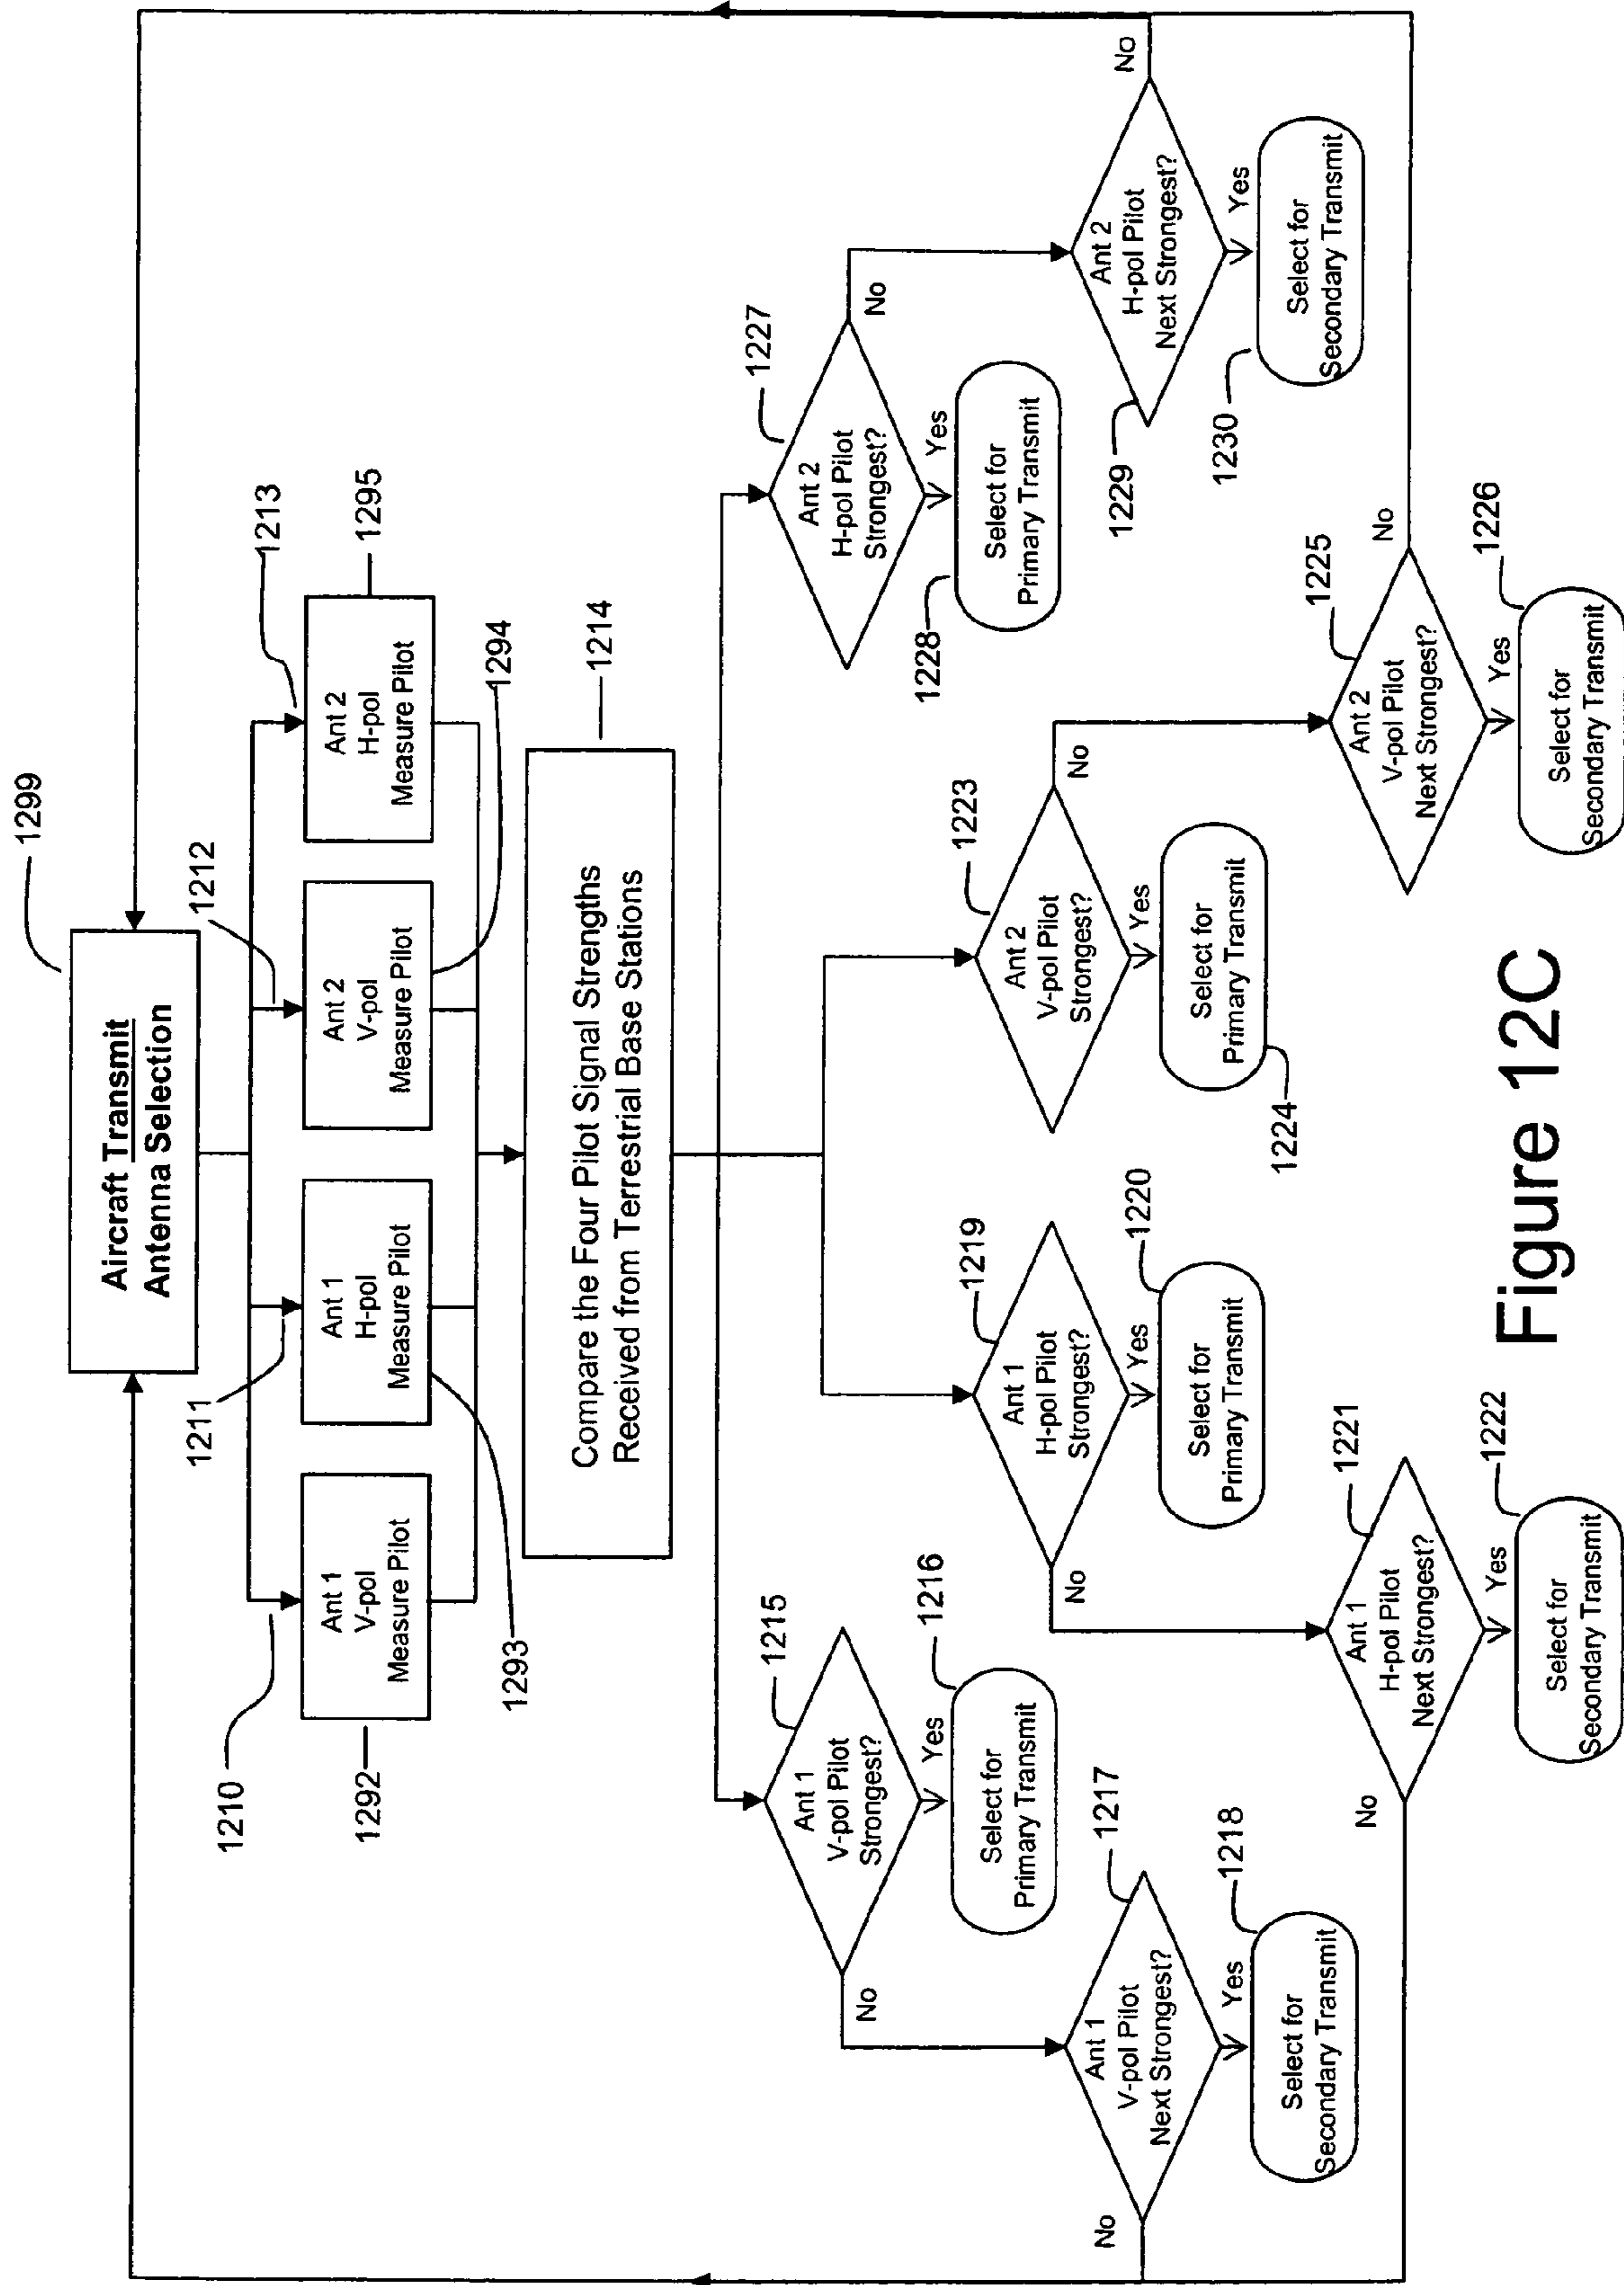 1299
Aircraft Transmit
Antenna Selection
1210
1211
1212
1213
Ant 1
V-pol
Measure Pilot
Ant 1
H-pol
Measure Pilot
Ant 2
V-pol
Measure Pilot
Ant 2
H-pol
Measure Pilot
1292
1293
1294
1295
Compare the Four Pilot Signal Strengths
Received from Terrestrial Base Stations
1214
Ant 1
V-pol Pilot
Strongest?
1215
No
Yes
Select for
Primary Transmit
1216
Ant 1
V-pol Pilot
Next Strongest?
1217
No
Yes
Select for
Secondary Transmit
1218
Ant 1
H-pol Pilot
Strongest?
1219
No
Yes
Select for
Primary Transmit
1220
Ant 1
H-pol Pilot
Next Strongest?
1221
No
Yes
Select for
Secondary Transmit
1222
Ant 2
V-pol Pilot
Strongest?
1223
No
Yes
Select for
Primary Transmit
1224
Ant 2
V-pol Pilot
Next Strongest?
1225
No
Yes
Select for
Secondary Transmit
1226
Ant 2
H-pol Pilot
Strongest?
1227
No
Yes
Select for
Primary Transmit
1228
Ant 2
H-pol Pilot
Next Strongest?
1229
No
Yes
Select for
Secondary Transmit
1230
Figure 12C